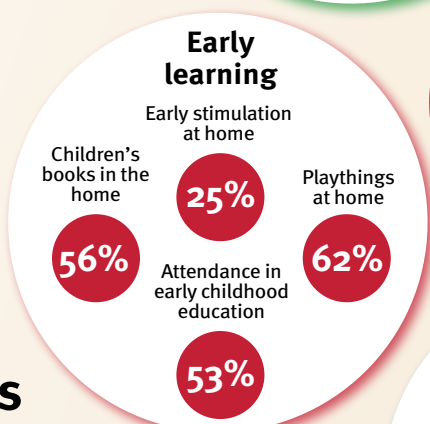 Early
learning
Early stimulation
at home
25%
Children's
books in the
home
56%
Playthings
at home
62%
Attendance in
early childhood
education
53%
s